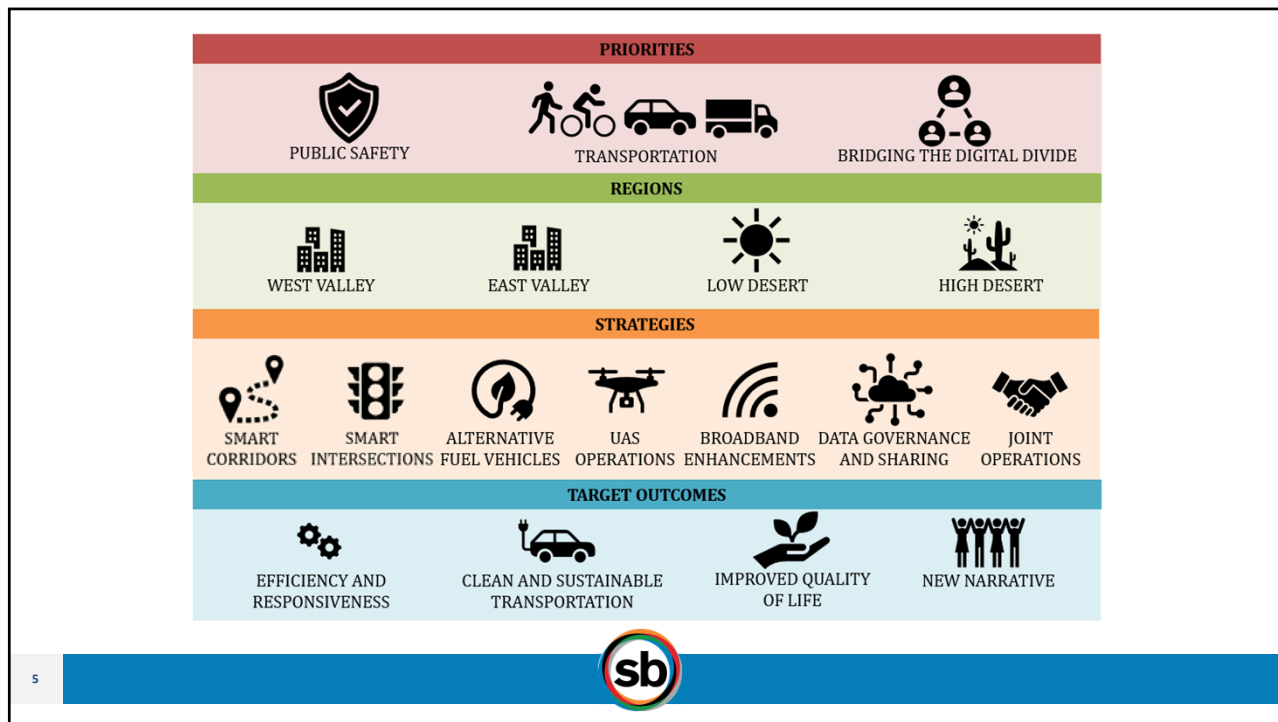 PRIORITIES
PUBLIC SAFETY
TRANSPORTATION
BRIDGING THE DIGITAL DIVIDE
REGIONS
WEST VALLEY
EAST VALLEY
LOW DESERT
HIGH DESERT
STRATEGIES
SMART
CORRIDORS
SMART
INTERSECTIONS
ALTERNATIVE
FUEL VEHICLES
UAS
OPERATIONS
BROADBAND
ENHANCEMENTS
DATA GOVERNANCE
AND SHARING
JOINT
OPERATIONS
TARGET OUTCOMES
EFFICIENCY AND
RESPONSIVENESS
CLEAN AND SUSTAINABLE
TRANSPORTATION
IMPROVED QUALITY
OF LIFE
NEW NARRATIVE
5
sb